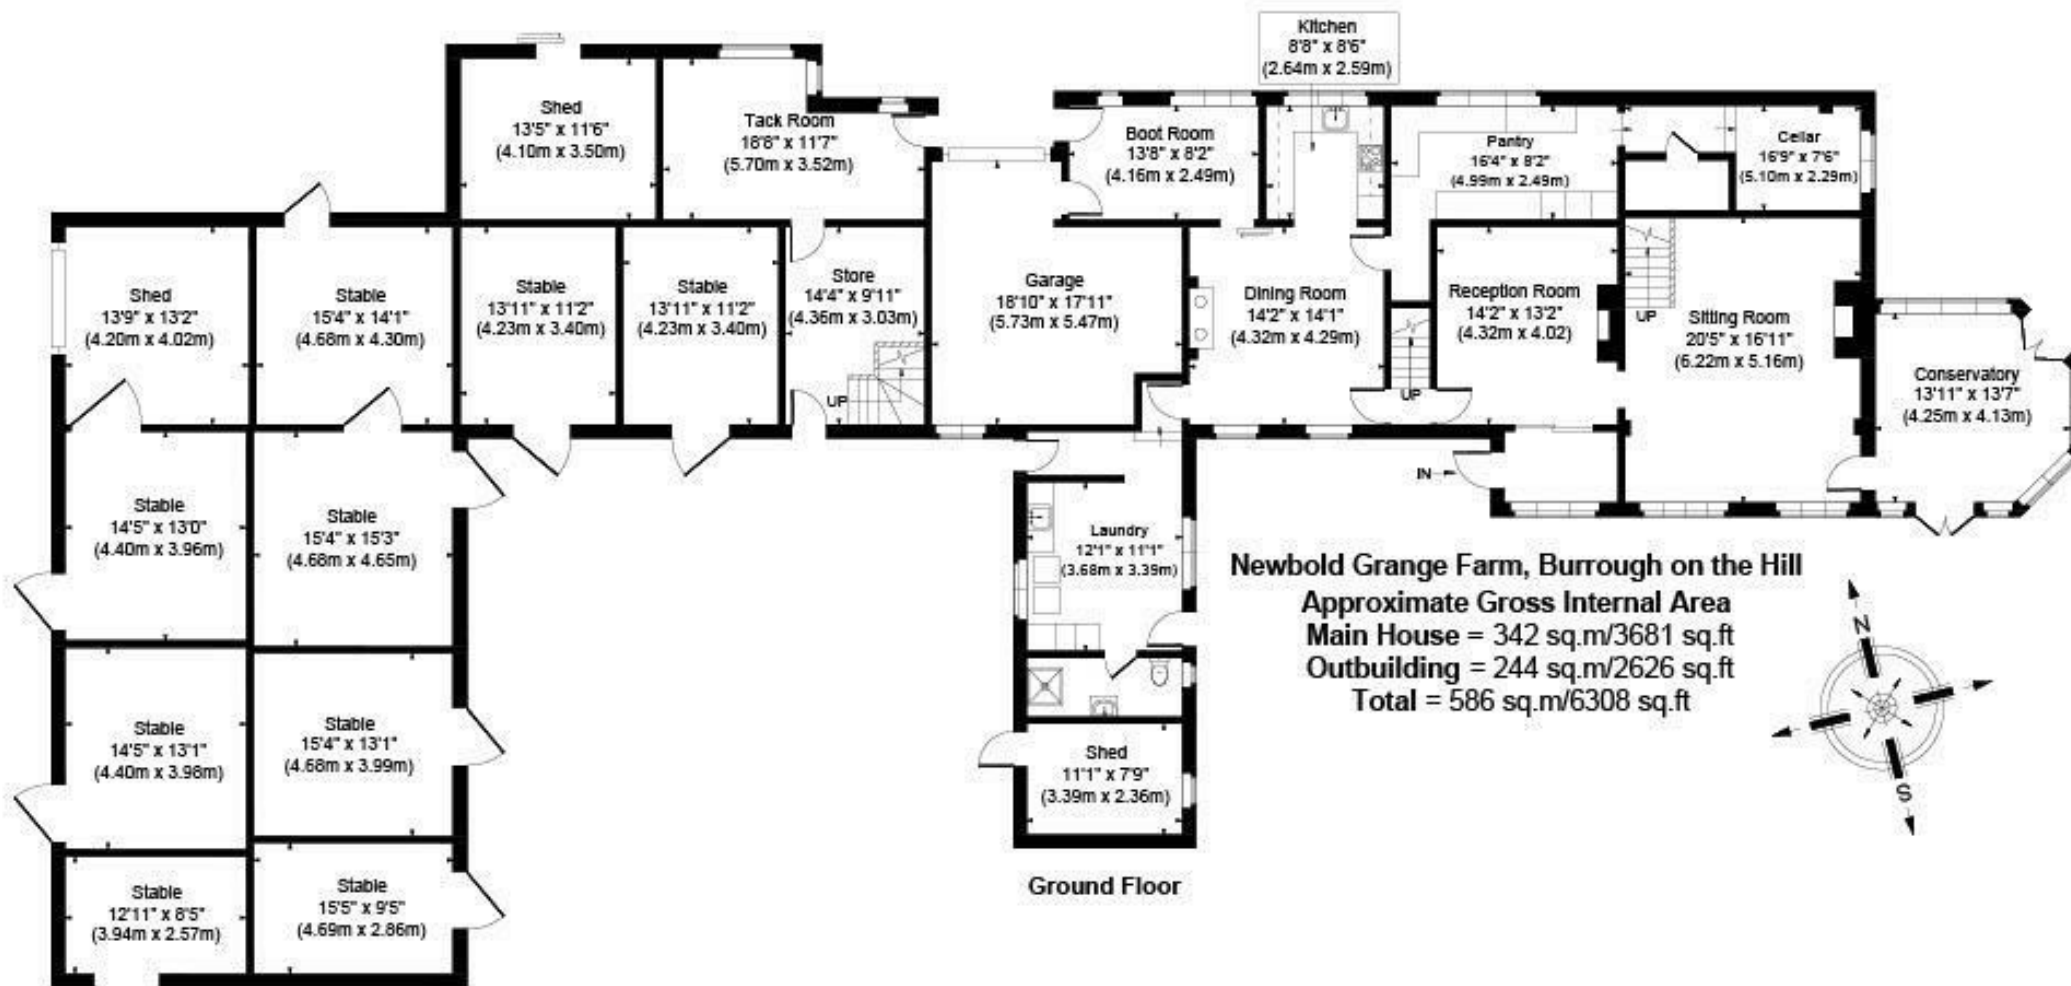 Kitchen
8'8" x 8'6"
(2.64m x 2.59m)
Shed
13'5" x 11'6"
(4.10m x 3.50m)
Tack Room
18'8" x 11'7"
(5.70m x 3.52m)
Boot Room
13'8" x 8'2"
(4.16m x 2.49m)
Pantry
16'4" x 8'2"
(4.99m x 2.49m)
Cellar
16'9" x 7'6"
(5.10m x 2.29m)
Shed
13'9" x 13'2"
(4.20m x 4.02m)
Stable
15'4" x 14'1"
(4.68m x 4.30m)
Stable
13'11" x 11'2"
(4.23m x 3.40m)
Stable
13'11" x 11'2"
(4.23m x 3.40m)
Store
14'4" x 9'11"
(4.36m x 3.03m)
UP
Garage
18'10" x 17'11"
(5.73m x 5.47m)
Dining Room
14'2" x 14'1"
(4.32m x 4.29m)
UP
Reception Room
14'2" x 13'2"
(4.32m x 4.02)
UP
Sitting Room
20'5" x 16'11"
(6.22m x 5.16m)
Conservatory
13'11" x 13'7"
(4.25m x 4.13m)
IN
Stable
14'5" x 13'0"
(4.40m x 3.96m)
Stable
15'4" x 15'3"
(4.68m x 4.65m)
Laundry
12'1" x 11'1"
(3.68m x 3.39m)
Newbold Grange Farm, Burrough on the Hill
Approximate Gross Internal Area
Main House = 342 sq.m/3681 sq.ft
Outbuilding = 244 sq.m/2626 sq.ft
Total = 586 sq.m/6308 sq.ft
N
S
Stable
14'5" x 13'1"
(4.40m x 3.98m)
Stable
15'4" x 13'1"
(4.68m x 3.99m)
Shed
11'1" x 7'9"
(3.39m x 2.36m)
Stable
12'11" x 8'5"
(3.94m x 2.57m)
Stable
15'5" x 9'5"
(4.69m x 2.86m)
Ground Floor